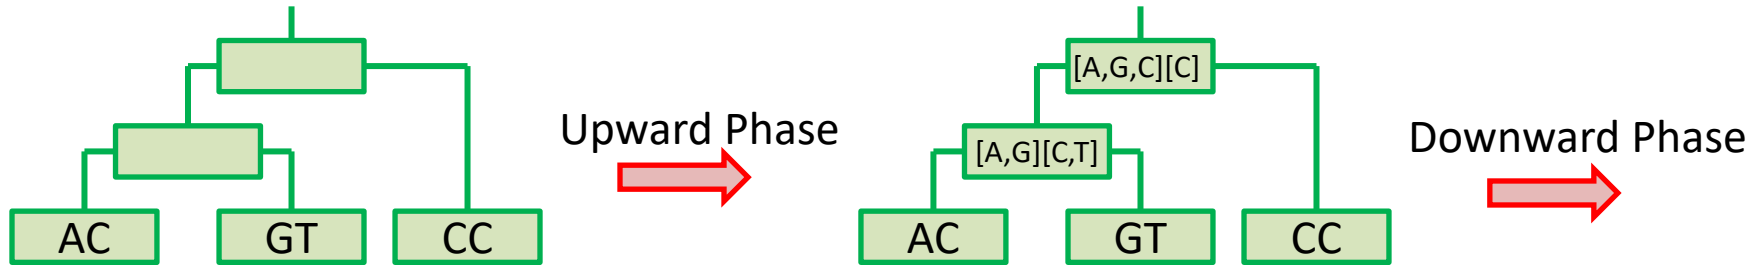 [A,G,C][C]
Upward Phase
Downward Phase
[A,G][C,T]
AC GT CC
AC GT CC